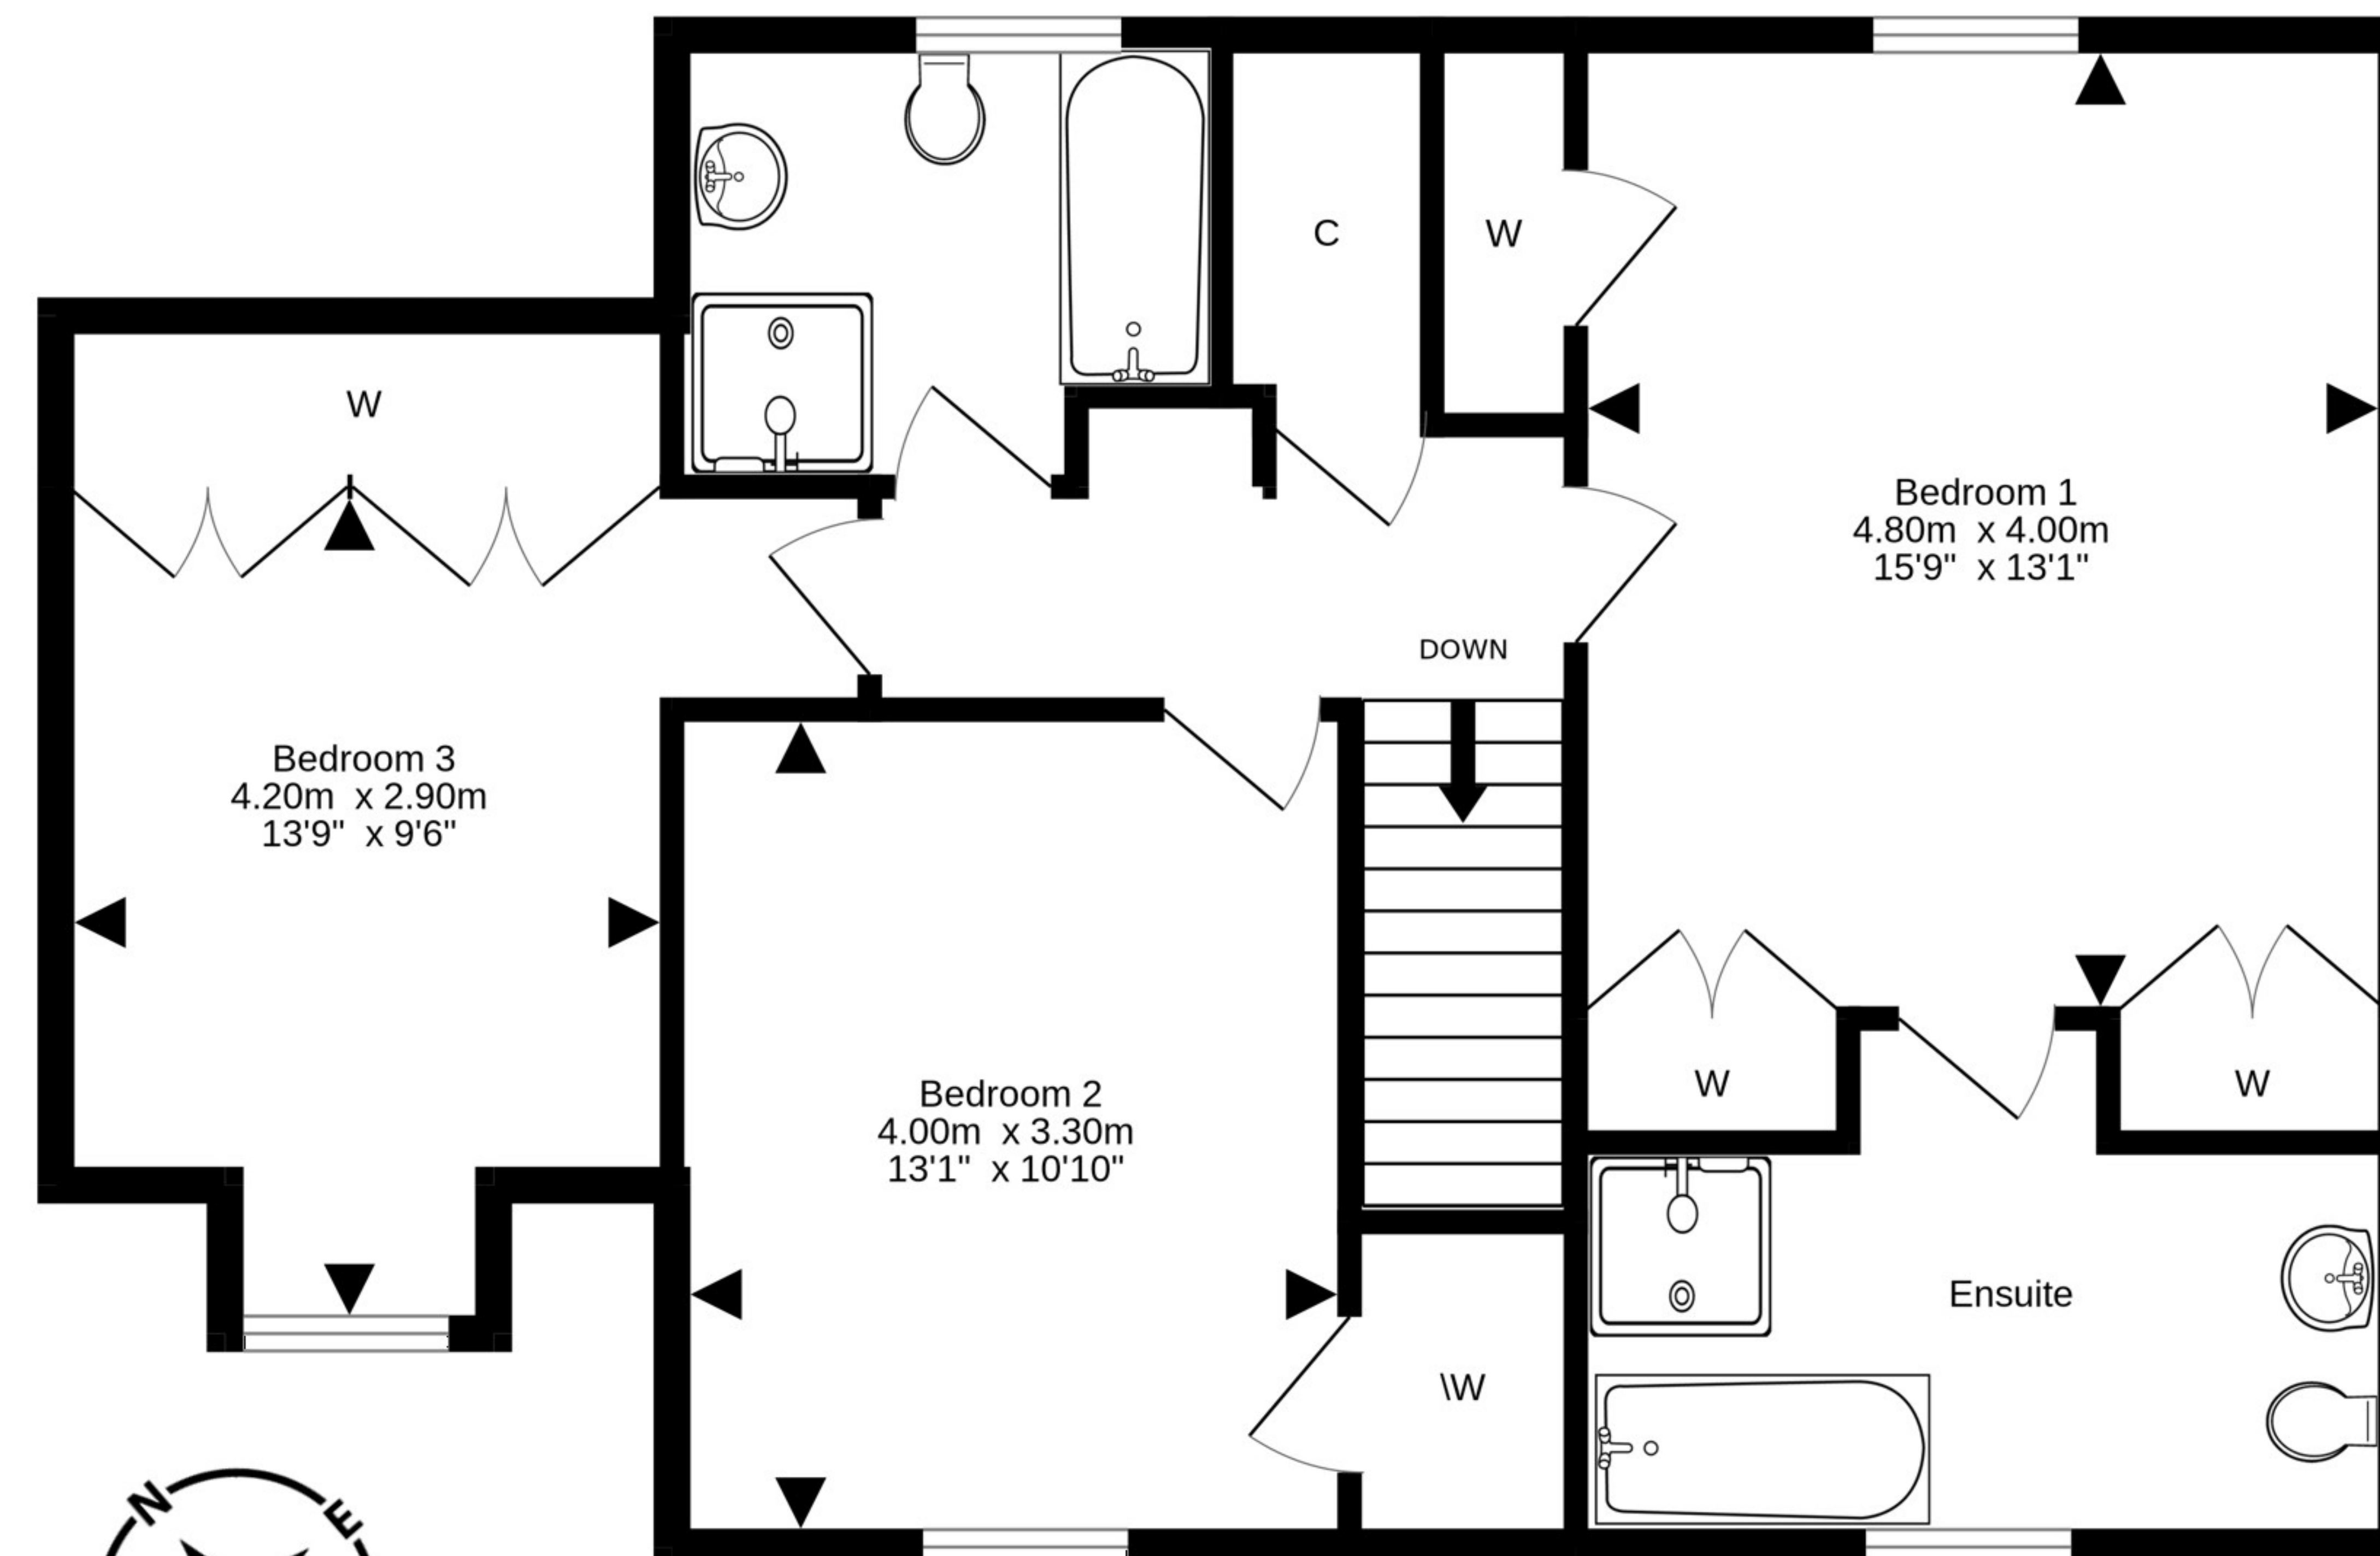 C
W
W
Bedroom 1
4.80m x 4.00m
15'9" x 13'1"
DOWN
Bedroom 3
4.20m x 2.90m
13'9" x 9'6"
Bedroom 2
4.00m x 3.30m
13'1" x 10'10"
W
W
Ensuite
\W
N
E